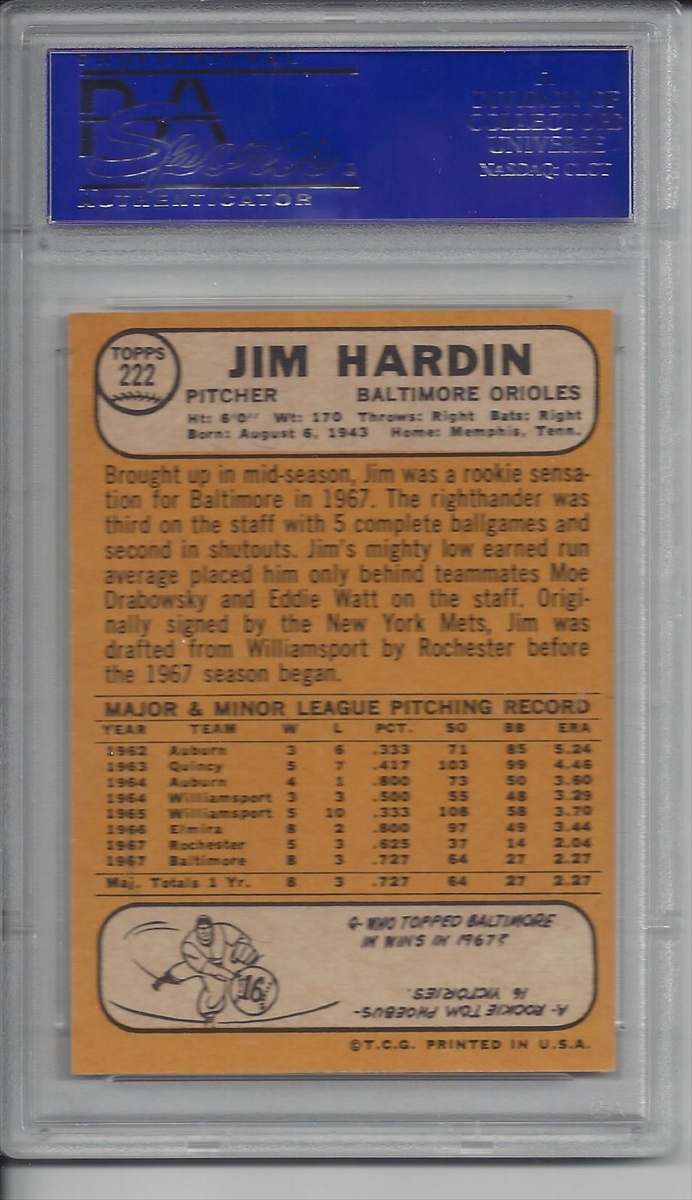 PROFESSIONAL
PSA
Sports
AUTHENTICATOR
A
DIVISION OF
COLLECTORS
UNIVERSE
NASDAQ: CLCT
TOPPS
222
JIM HARDIN
PITCHER BALTIMORE ORIOLES
Ht: 6'0" Wt: 170 Throws: Right Bats: Right
Born: August 6, 1943 Home: Memphis, Tenn.
Brought up in mid-season, Jim was a rookie sensa-
tion for Baltimore in 1967. The righthander was
third on the staff with 5 complete ballgames and
second in shutouts. Jim's mighty low earned run
average placed him only behind teammates Moe
Drabowsky and Eddie Watt on the staff. Origi-
nally signed by the New York Mets, Jim was
drafted from Williamsport by Rochester before
the 1967 season began.
MAJOR & MINOR LEAGUE PITCHING RECORD
YEAR TEAM W L PCT. SO BB ERA
1962 Auburn 3 6 .333 71 85 5.24
1963 Quincy 5 7 .417 103 99 4.46
1964 Auburn 4 1 .800 73 50 3.60
1964 Williamsport 3 3 .500 55 48 3.29
1965 Williamsport 5 10 .333 108 58 3.70
1966 Elmira 8 2 .800 97 49 3.44
1967 Rochester 5 3 .625 37 14 2.04
1967 Baltimore 8 3 .727 64 27 2.27
Maj. Totals 1 Yr. 8 3 .727 64 27 2.27
Q- WHO TOPPED BALTIMORE
IN WINS IN 1967?
A- ROOKIE TOM PHOEBUS-
16 VICTORIES.
16
©T.C.G. PRINTED IN U.S.A.